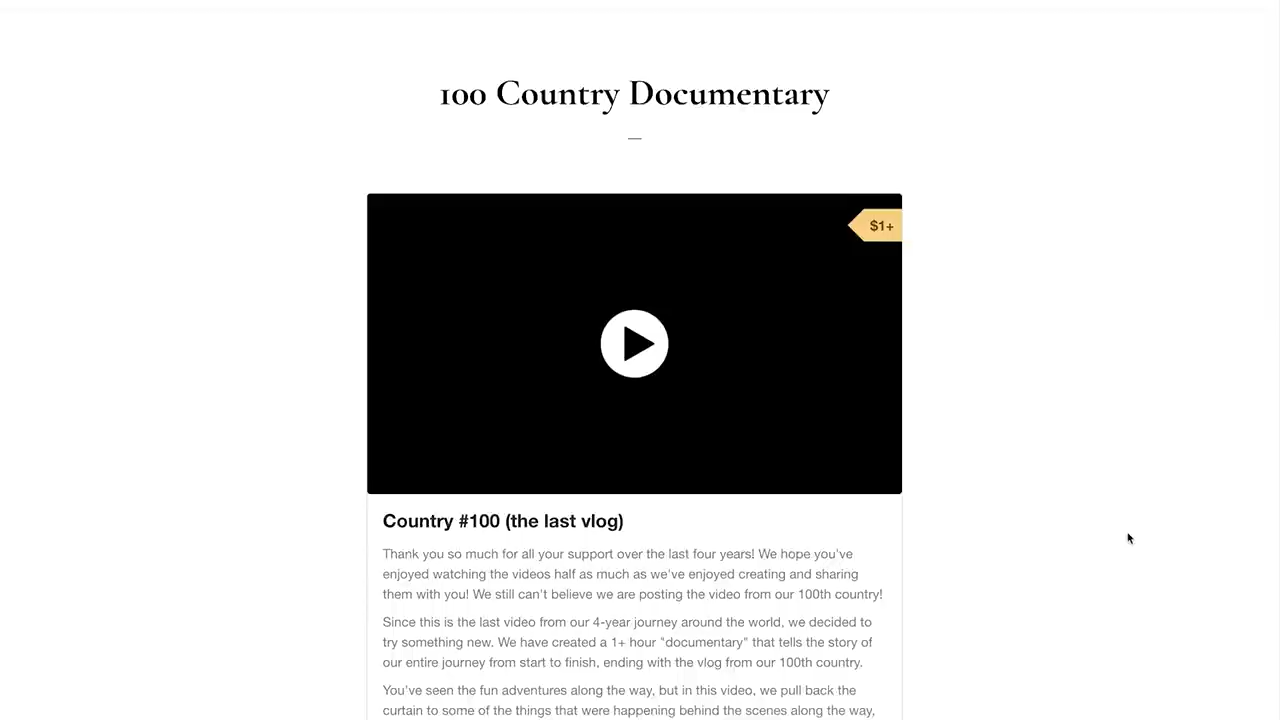 100 Country Documentary
—
$1+
Country #100 (the last vlog)
Thank you so much for all your support over the last four years! We hope you've
enjoyed watching the videos half as much as we've enjoyed creating and sharing
them with you! We still can't believe we are posting the video from our 100th country!
Since this is the last video from our 4-year journey around the world, we decided to
try something new. We have created a 1+ hour "documentary" that tells the story of
our entire journey from start to finish, ending with the vlog from our 100th country.
You've seen the fun adventures along the way, but in this video, we pull back the
curtain to some of the things that were happening behind the scenes along the way,